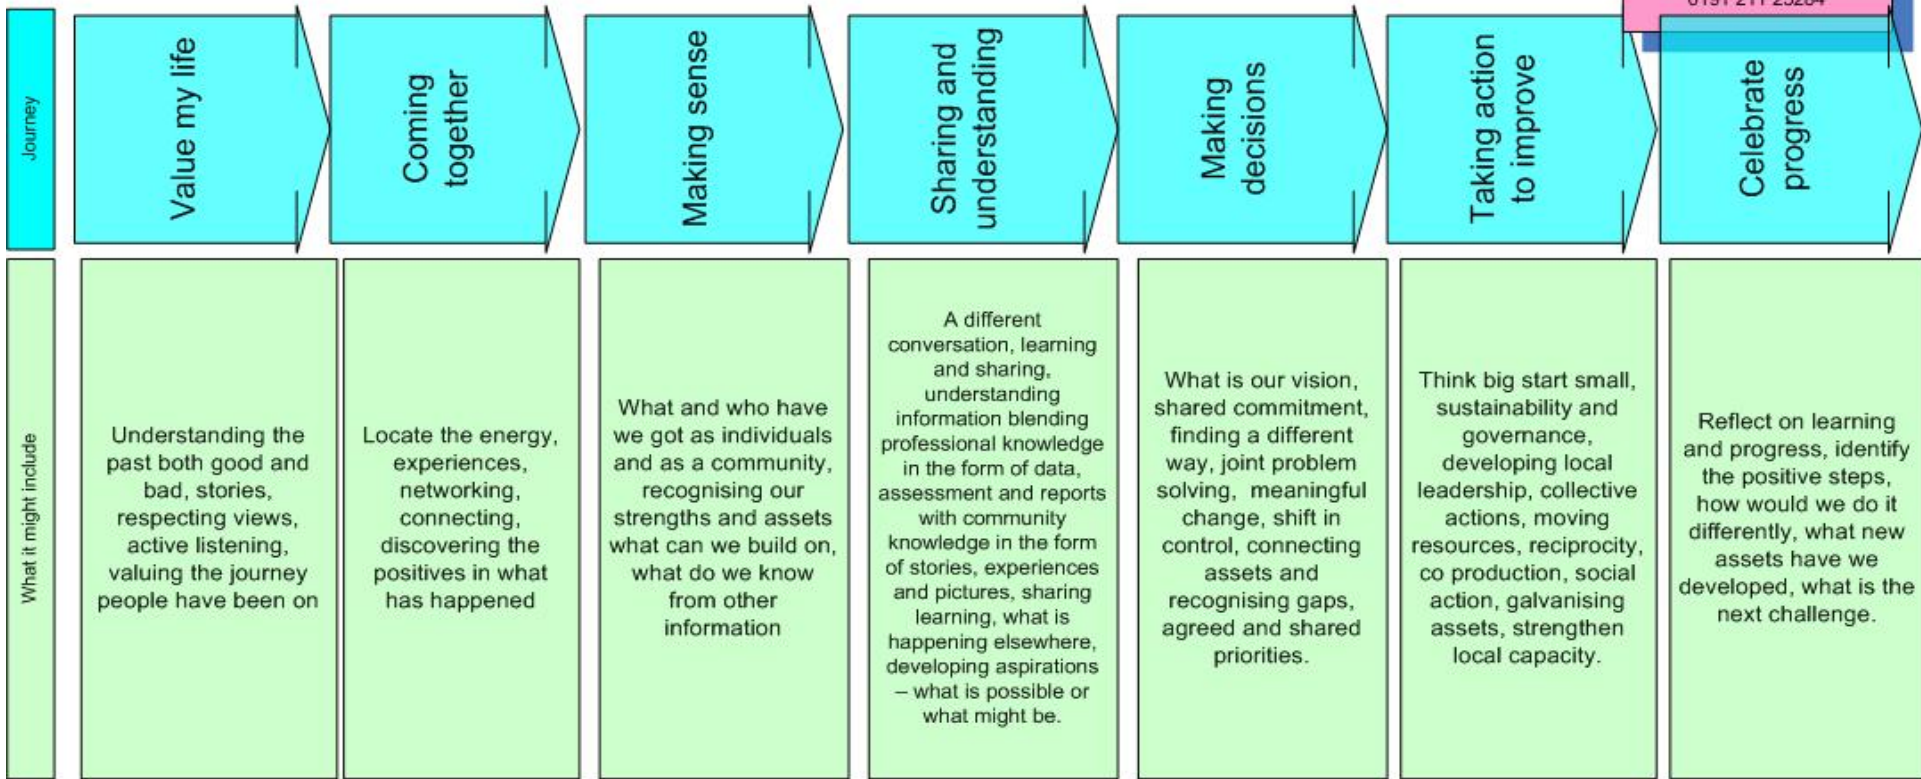 0191 211 25284
Journey
Value my life
Coming
together
Making sense
Sharing and
understanding
Making
decisions
Taking action
to improve
Celebrate
progress
What it might include
Understanding the
past both good and
bad, stories,
respecting views,
active listening,
valuing the journey
people have been on
Locate the energy,
experiences,
networking,
connecting,
discovering the
positives in what
has happened
What and who have
we got as individuals
and as a community,
recognising our
strengths and assets
what can we build on,
what do we know
from other
information
A different
conversation, learning
and sharing,
understanding
information blending
professional knowledge
in the form of data,
assessment and reports
with community
knowledge in the form
of stories, experiences
and pictures, sharing
learning, what is
happening elsewhere,
developing aspirations
– what is possible or
what might be.
What is our vision,
shared commitment,
finding a different
way, joint problem
solving, meaningful
change, shift in
control, connecting
assets and
recognising gaps,
agreed and shared
priorities.
Think big start small,
sustainability and
governance,
developing local
leadership, collective
actions, moving
resources, reciprocity,
co production, social
action, galvanising
assets, strengthen
local capacity.
Reflect on learning
and progress, identify
the positive steps,
how would we do it
differently, what new
assets have we
developed, what is the
next challenge.